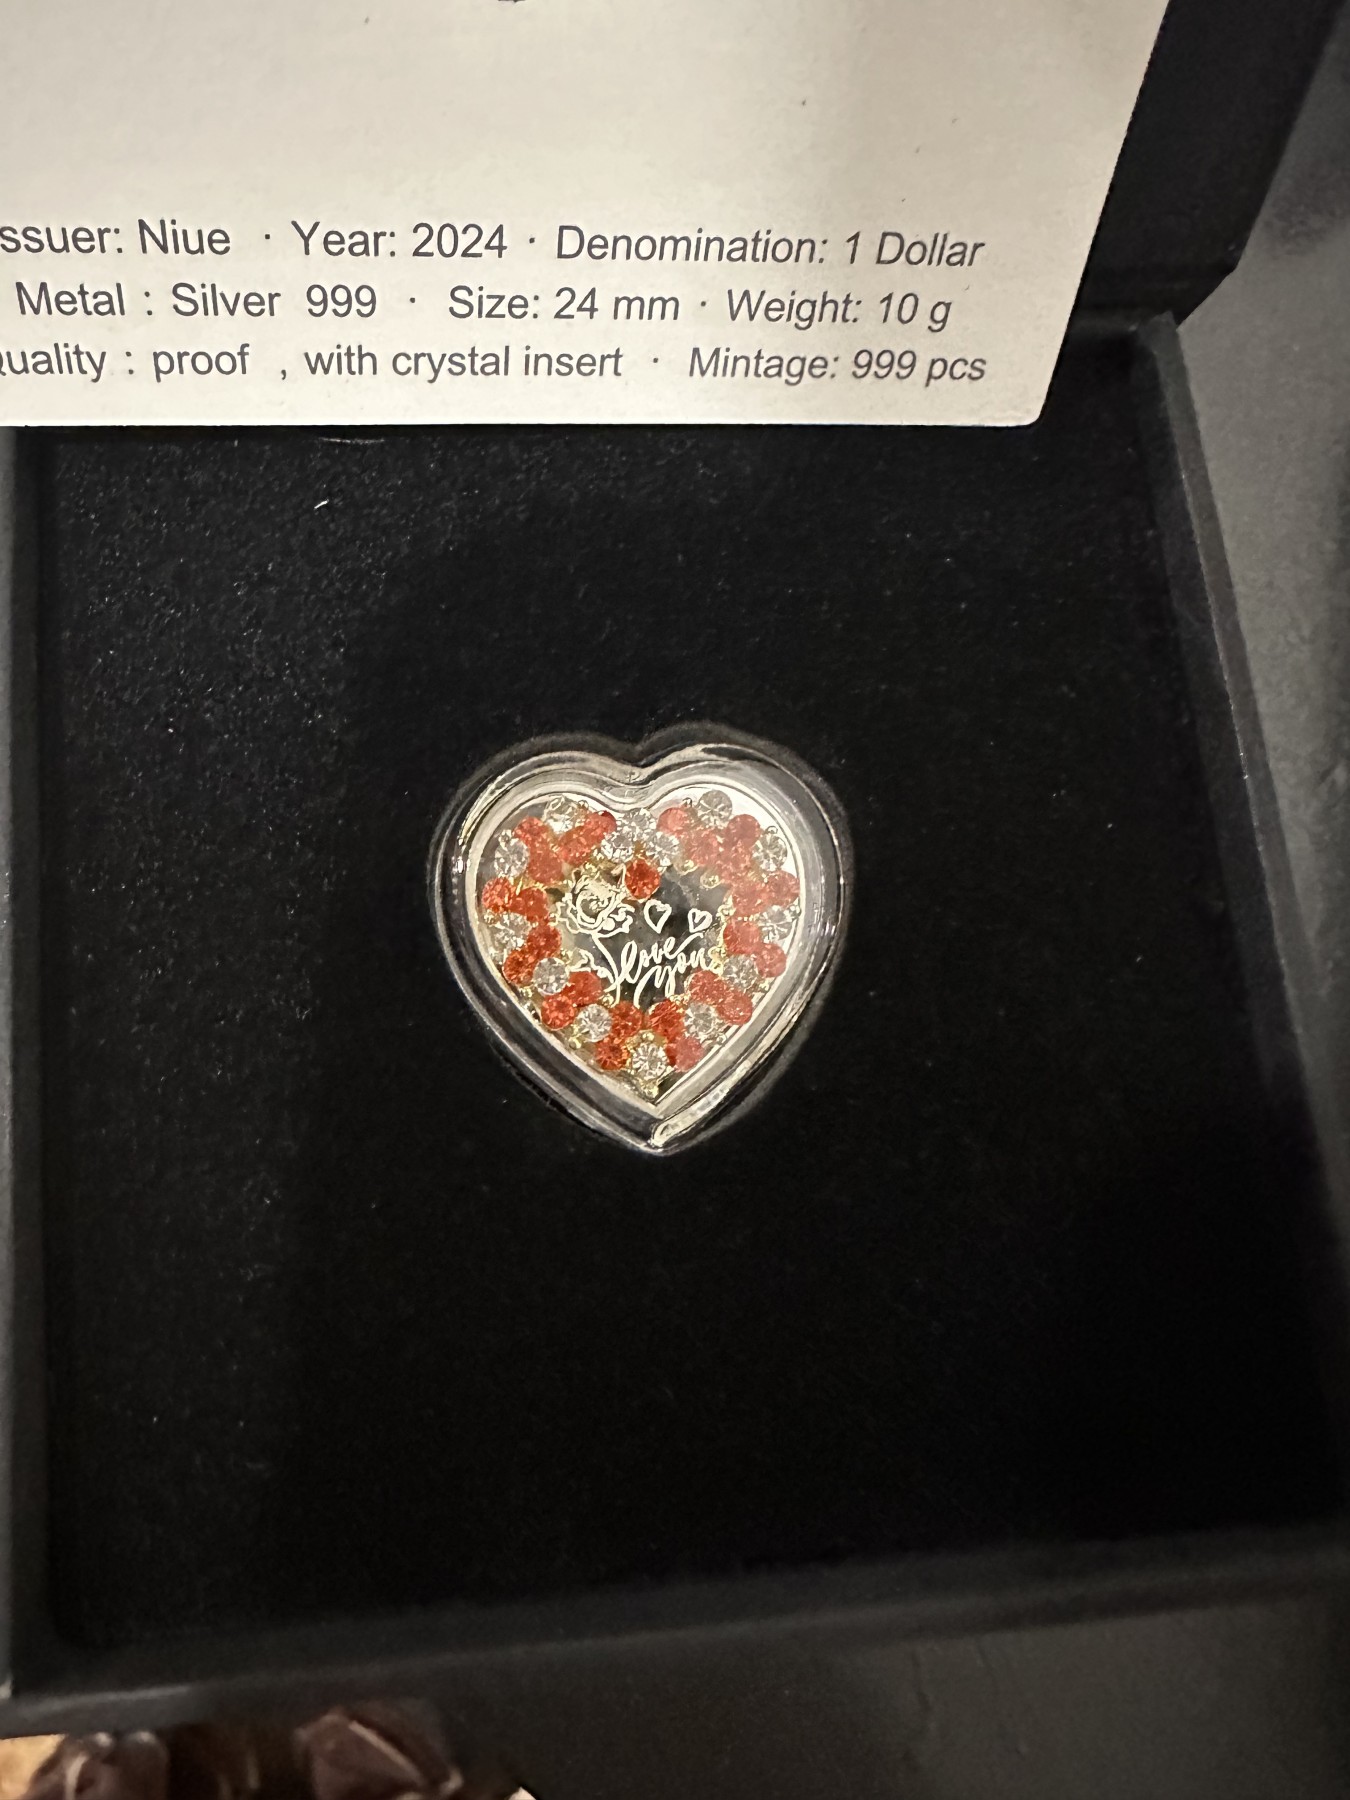 ssuer: Niue · Year: 2024 · Denomination: 1 Dollar
Metal : Silver 999 · Size: 24 mm · Weight: 10 g
uality : proof , with crystal insert · Mintage: 999 pcs
love
you